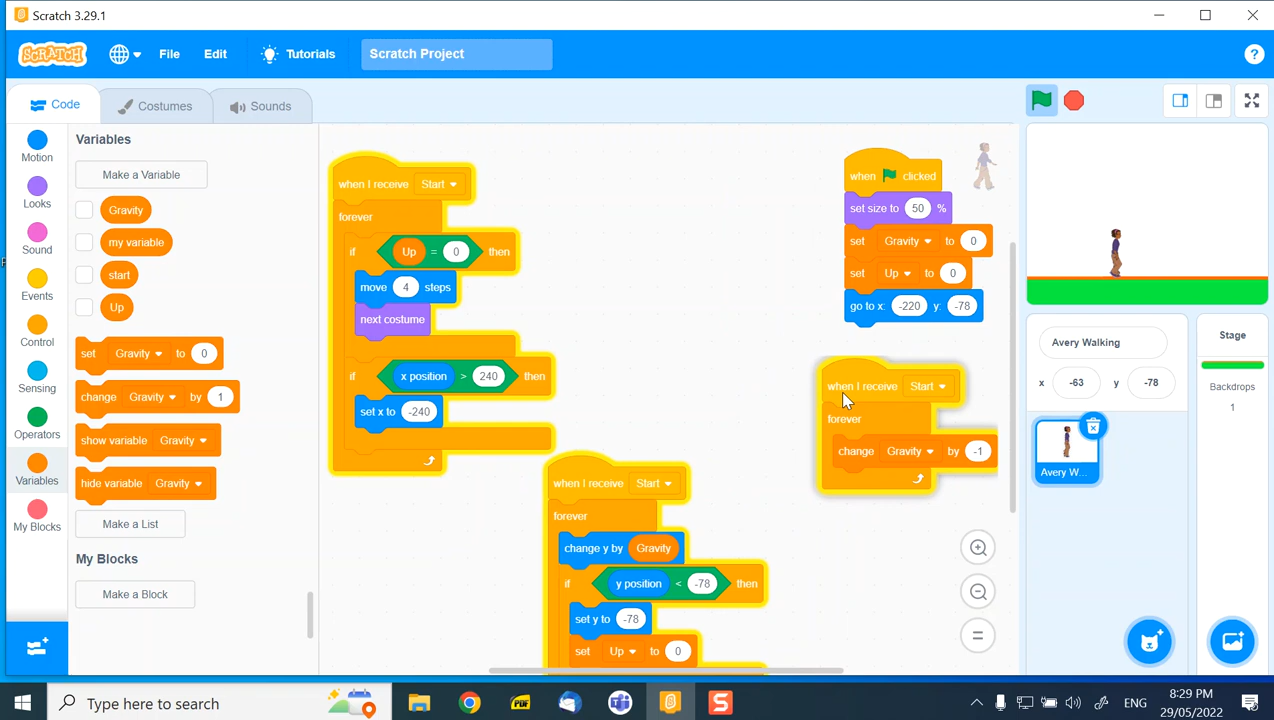 Scratch 3.29.1
SCRATCH File Edit Tutorials Scratch Project ?
Code Costumes Sounds
Motion
Looks
Sound
Events
Control
Sensing
Operators
Variables
My Blocks
Variables
Make a Variable
Gravity
my variable
start
Up
set Gravity to 0
change Gravity by 1
show variable Gravity
hide variable Gravity
Make a List
My Blocks
Make a Block
when I receive Start
forever
if Up = 0 then
move 4 steps
next costume
if x position > 240 then
set x to -240
when I receive Start
forever
change y by Gravity
if y position < -78 then
set y to -78
set Up to 0
when clicked
set size to 50 %
set Gravity to 0
set Up to 0
go to x: -220 y: -78
when I receive Start
forever
change Gravity by -1
Avery Walking
x -63 y -78
Avery W...
Stage
Backdrops
1
Type here to search
PDF
S
ENG
8:29 PM
29/05/2022